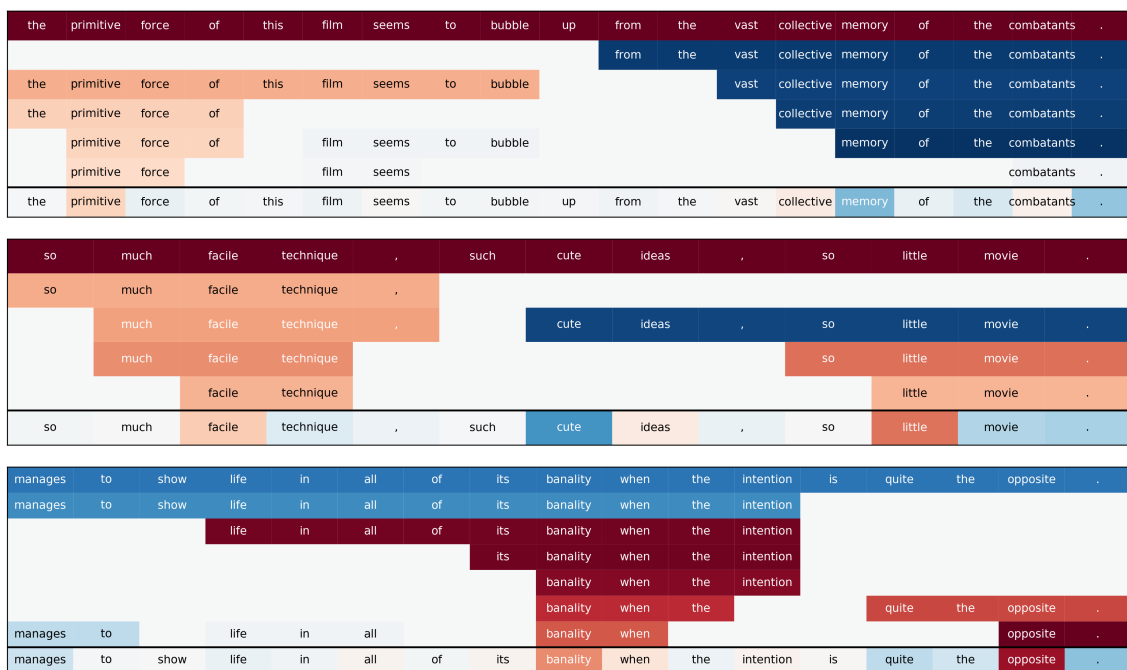 the primitive force of this film seems to bubble up from the vast collective memory of the combatants .
from the vast collective memory of the combatants .
the primitive force of this film seems to bubble vast collective memory of the combatants .
the primitive force of collective memory of the combatants .
primitive force of film seems to bubble memory of the combatants .
primitive force film seems combatants .
the primitive force of this film seems to bubble up from the vast collective memory of the combatants .
so much facile technique , such cute ideas , so little movie .
so much facile technique ,
much facile technique , cute ideas , so little movie .
much facile technique so little movie .
facile technique little movie .
so much facile technique , such cute ideas , so little movie .
manages to show life in all of its banality when the intention is quite the opposite .
manages to show life in all of its banality when the intention
life in all of its banality when the intention
its banality when the intention
banality when the intention
banality when the quite the opposite .
manages to life in all banality when opposite .
manages to show life in all of its banality when the intention is quite the opposite .